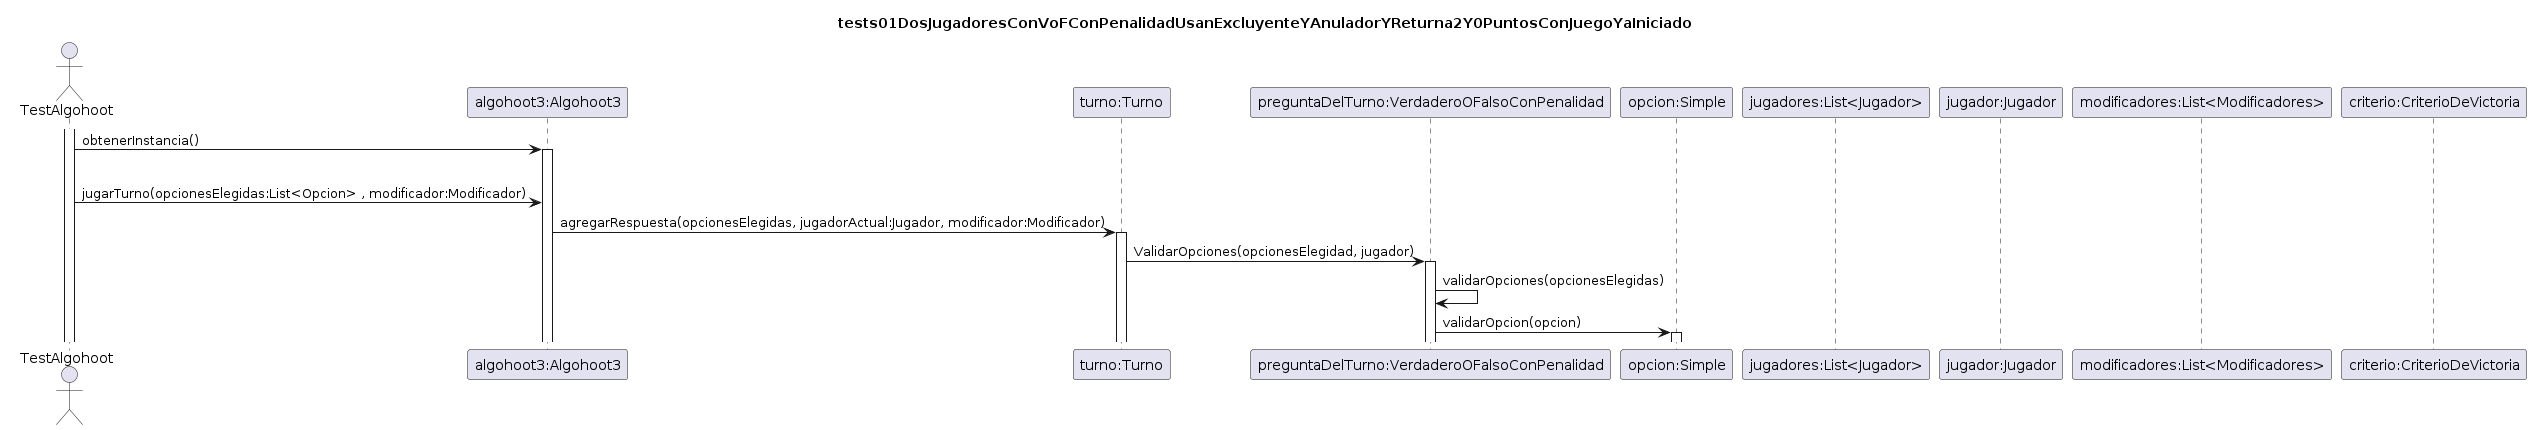 tests01DosJugadoresConVoFConPenalidadUsanExcluyenteYAnuladorYReturna2Y0PuntosConJuegoYaIniciado
TestAlgohoot
algohoot3:Algohoot3
turno:Turno
preguntaDelTurno:VerdaderoOFalsoConPenalidad
opcion:Simple
jugadores:List<Jugador>
jugador:Jugador
modificadores:List<Modificadores>
criterio:CriterioDeVictoria
obtenerInstancia()
jugarTurno(opcionesElegidas:List<Opcion> , modificador:Modificador)
agregarRespuesta(opcionesElegidas, jugadorActual:Jugador, modificador:Modificador)
ValidarOpciones(opcionesElegidad, jugador)
validarOpciones(opcionesElegidas)
validarOpcion(opcion)
TestAlgohoot
algohoot3:Algohoot3
turno:Turno
preguntaDelTurno:VerdaderoOFalsoConPenalidad
opcion:Simple
jugadores:List<Jugador>
jugador:Jugador
modificadores:List<Modificadores>
criterio:CriterioDeVictoria